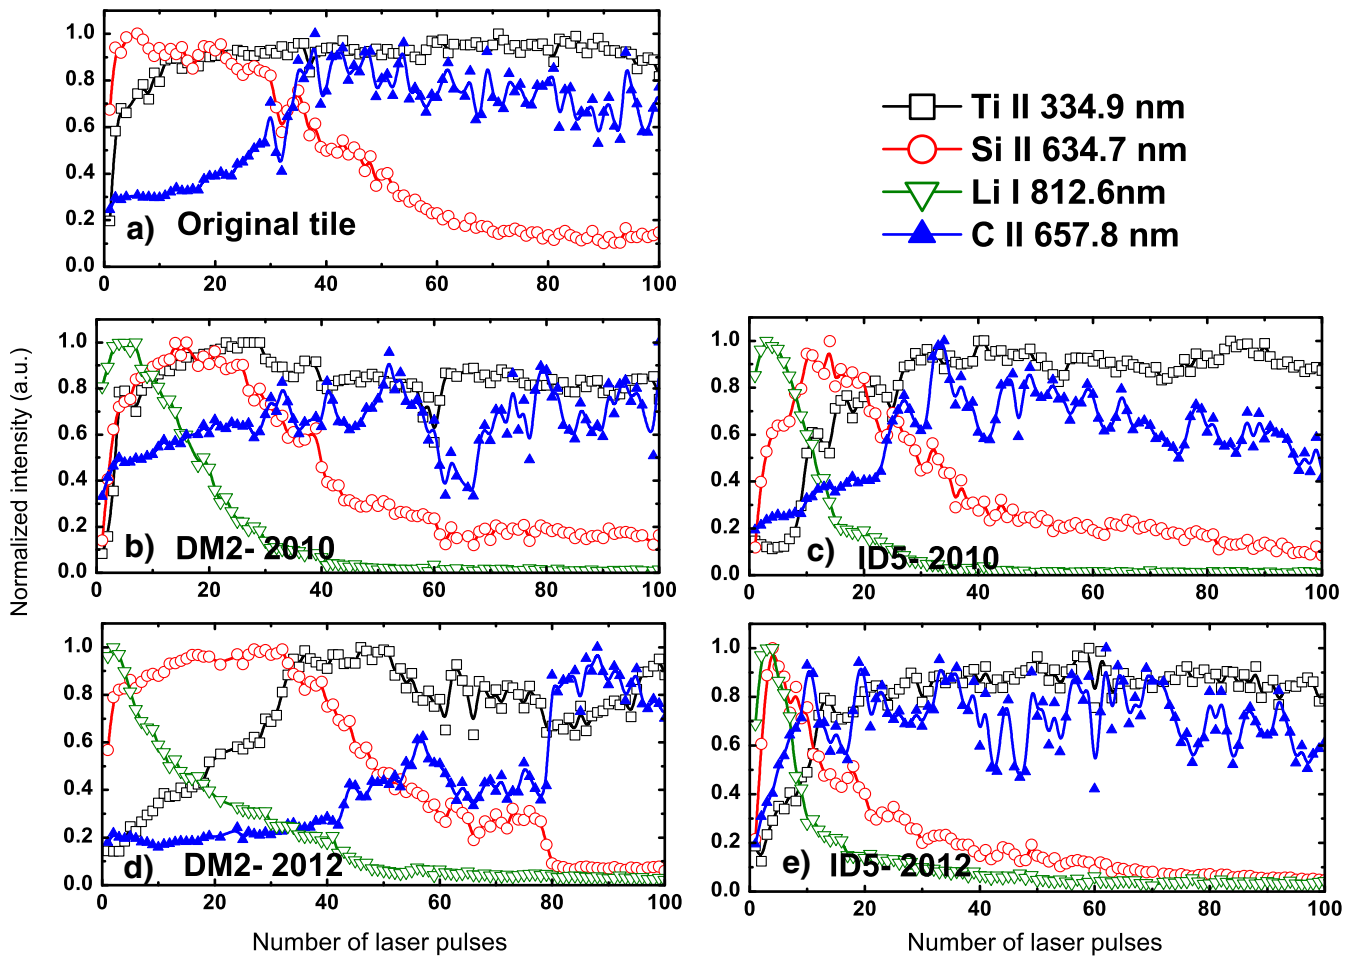 1.0
0.8
0.6
0.4
0.2
0.0
a) Original tile
0 20 40 60 80 100
Ti II 334.9 nm
Si II 634.7 nm
Li I 812.6nm
C II 657.8 nm
Normalized intensity (a.u.)
1.0
0.8
0.6
0.4
0.2
0.0
b) DM2- 2010
0 20 40 60 80 100
1.0
0.8
0.6
0.4
0.2
0.0
c) ID5- 2010
0 20 40 60 80 100
1.0
0.8
0.6
0.4
0.2
0.0
d) DM2- 2012
0 20 40 60 80 100
Number of laser pulses
1.0
0.8
0.6
0.4
0.2
0.0
e) ID5- 2012
0 20 40 60 80 100
Number of laser pulses